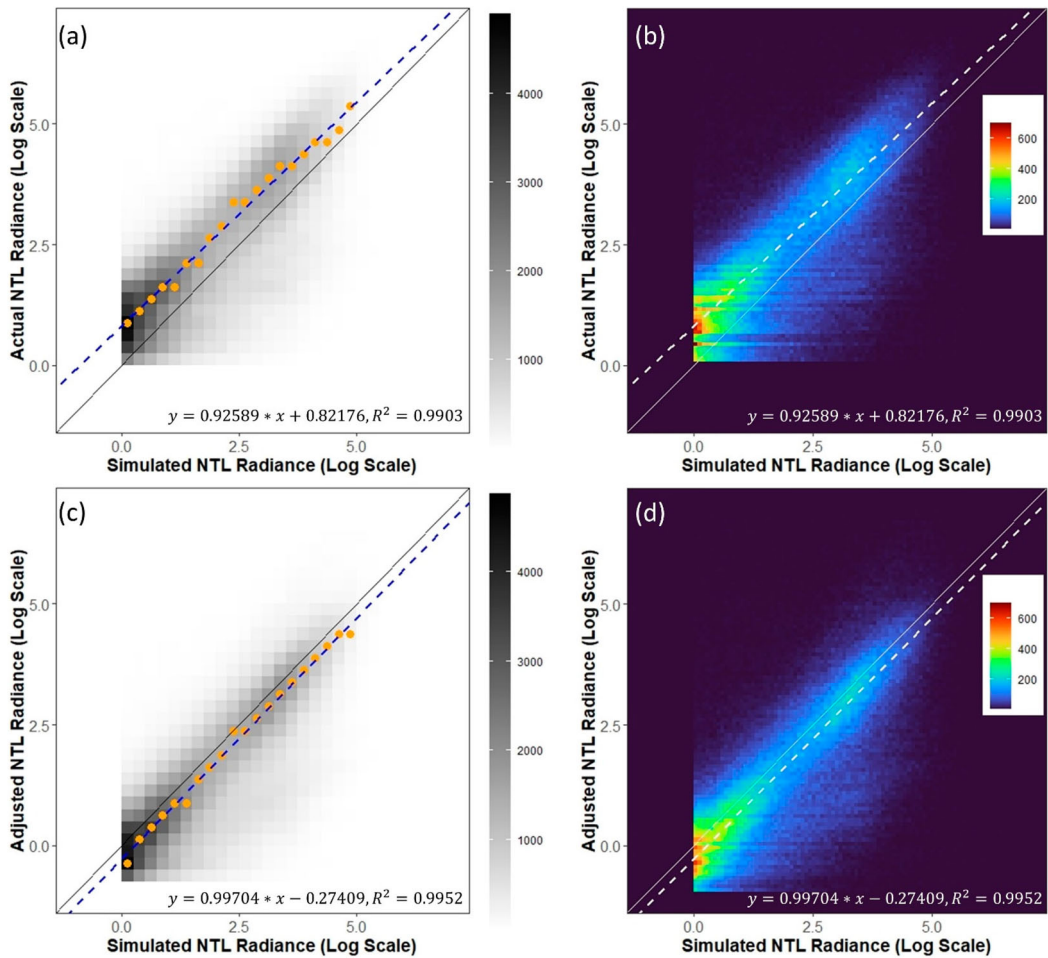 (a)
Actual NTL Radiance (Log Scale)
5.0
2.5
0.0
0.0 2.5 5.0
Simulated NTL Radiance (Log Scale)
y = 0.92589 * x + 0.82176, R² = 0.9903
4000
3000
2000
1000
(b)
Actual NTL Radiance (Log Scale)
5.0
2.5
0.0
0.0 2.5 5.0
Simulated NTL Radiance (Log Scale)
y = 0.92589 * x + 0.82176, R² = 0.9903
600
400
200
(c)
Adjusted NTL Radiance (Log Scale)
5.0
2.5
0.0
0.0 2.5 5.0
Simulated NTL Radiance (Log Scale)
y = 0.99704 * x − 0.27409, R² = 0.9952
4000
3000
2000
1000
(d)
Adjusted NTL Radiance (Log Scale)
5.0
2.5
0.0
0.0 2.5 5.0
Simulated NTL Radiance (Log Scale)
y = 0.99704 * x − 0.27409, R² = 0.9952
600
400
200